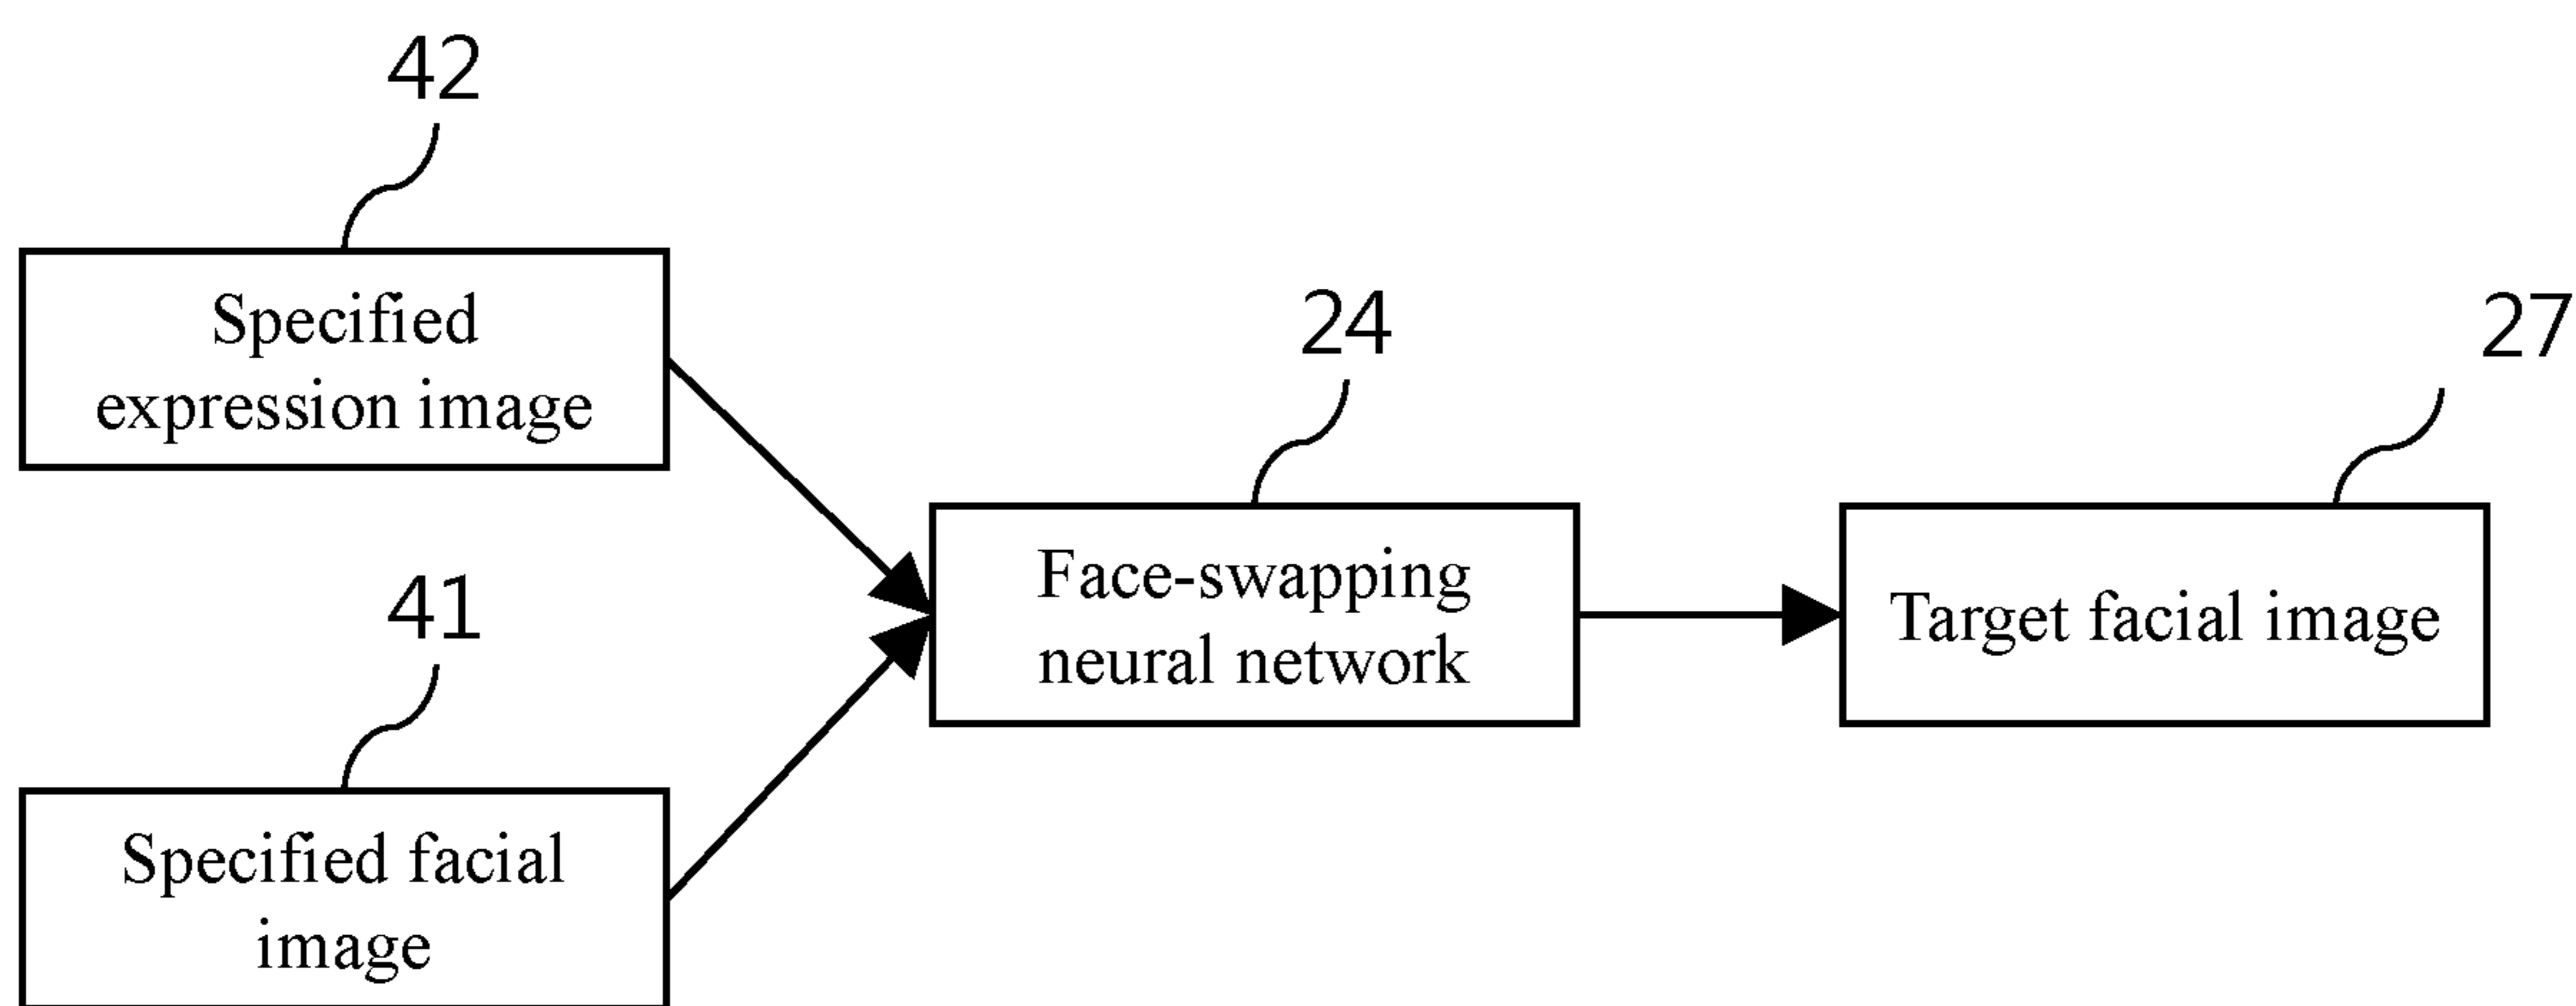 42
Specified
expression image
41
Specified facial
image
24
Face-swapping
neural network
27
Target facial image